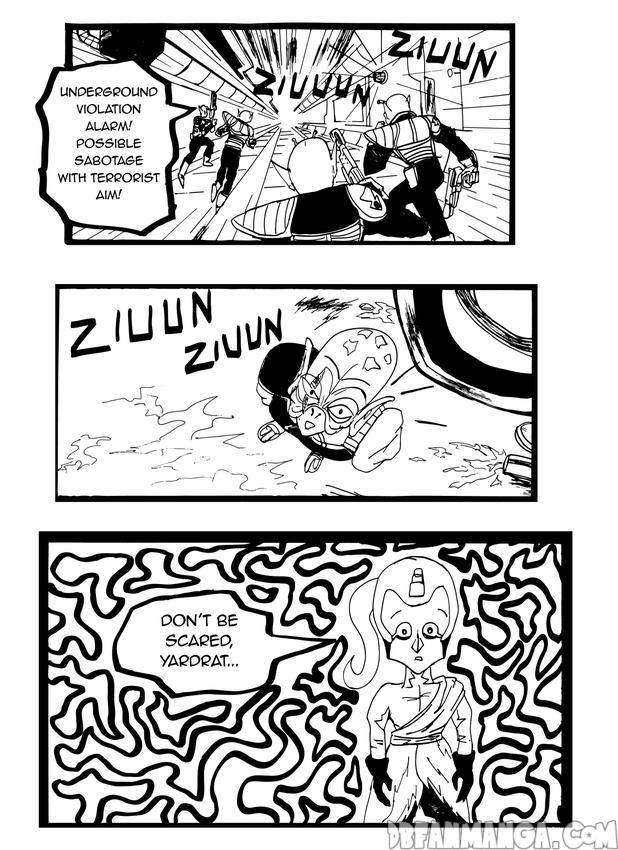 ZIUUN
ZIUUUN
UNDERGROUND
VIOLATION
ALARM!
POSSIBLE
SABOTAGE
WITH TERRORIST
AIM!
ZIUUN
ZIUUN
DON'T BE
SCARED,
YARDRAT...
DBFANMANGA.COM